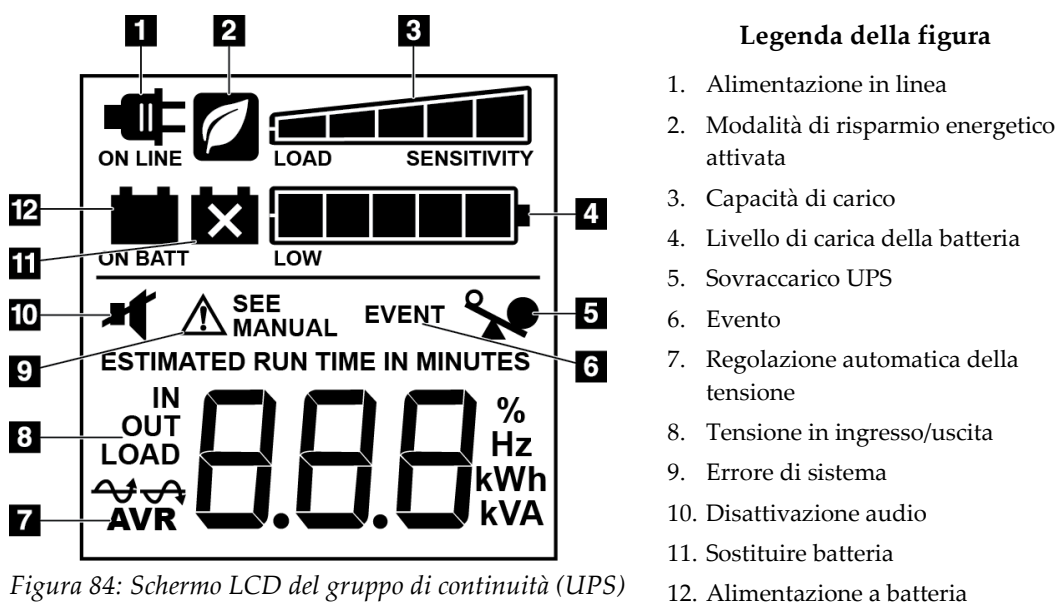 1 2 3
ON LINE LOAD SENSITIVITY
12 4
11 ON BATT LOW
10 SEE MANUAL EVENT 5
9 ESTIMATED RUN TIME IN MINUTES 6
IN %
8 OUT 8.8.8 Hz
LOAD kWh
7 AVR kVA
Figura 84: Schermo LCD del gruppo di continuità (UPS)
Legenda della figura
1. Alimentazione in linea
2. Modalità di risparmio energetico
attivata
3. Capacità di carico
4. Livello di carica della batteria
5. Sovraccarico UPS
6. Evento
7. Regolazione automatica della
tensione
8. Tensione in ingresso/uscita
9. Errore di sistema
10. Disattivazione audio
11. Sostituire batteria
12. Alimentazione a batteria